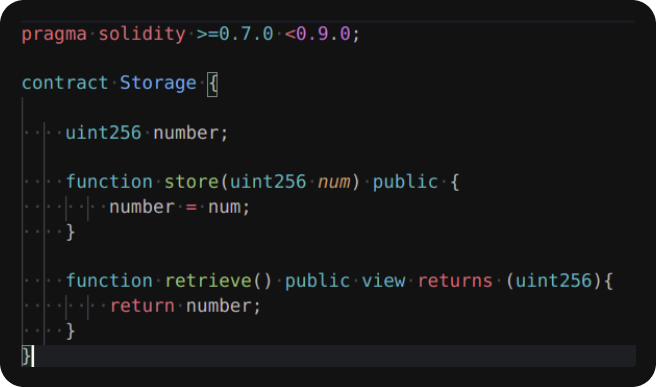 pragma solidity >=0.7.0 <0.9.0;
contract Storage {
uint256 number;
function store(uint256 num) public {
number = num;
}
function retrieve() public view returns (uint256){
return number;
}
}